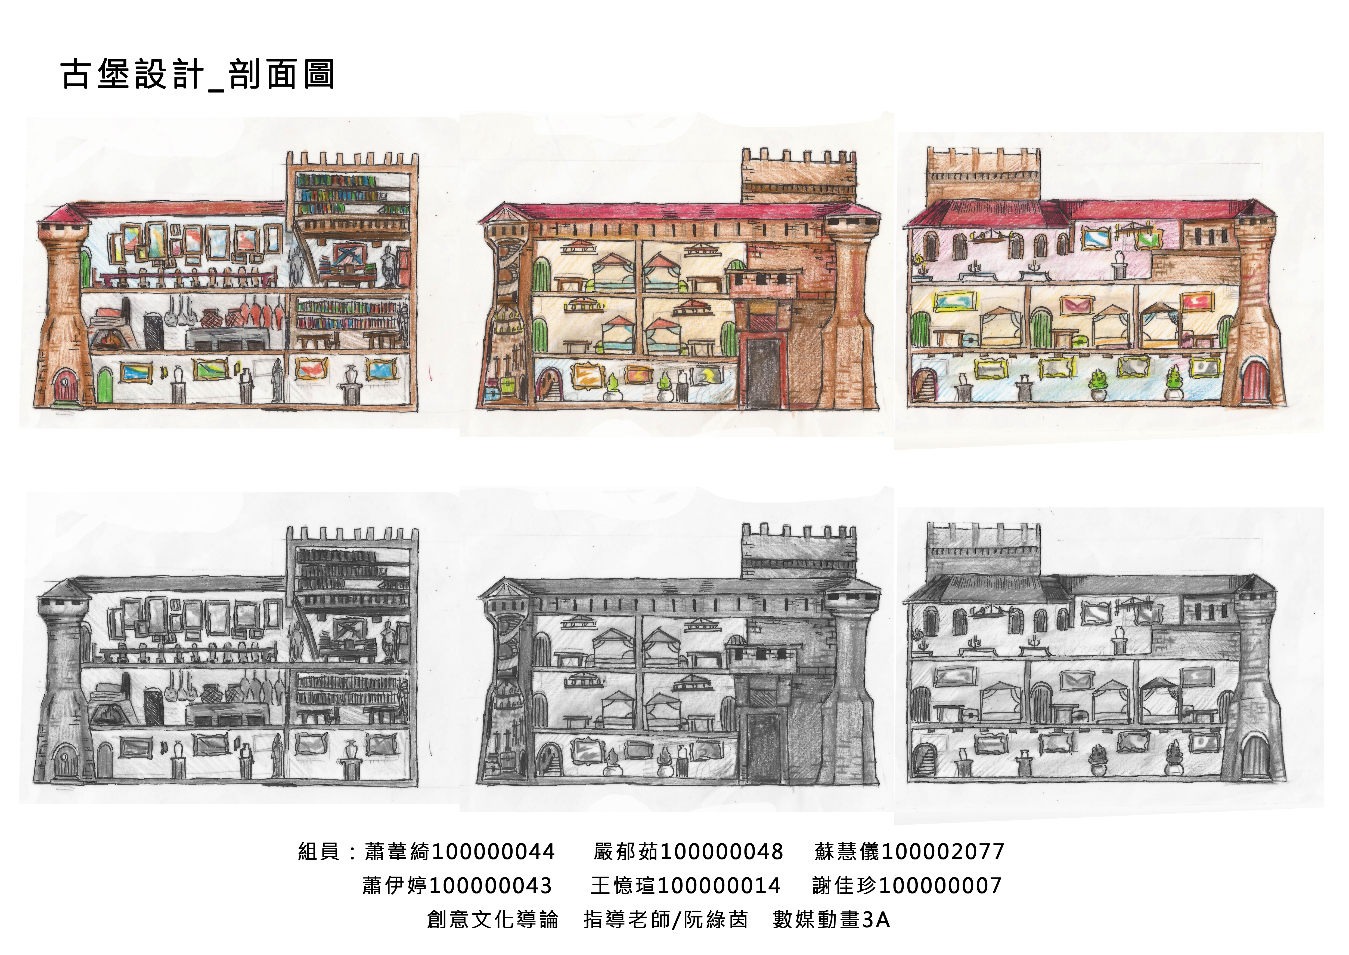 古堡設計_剖面圖
組員：蕭葦綺100000044 嚴郁茹100000048 蘇慧儀100002077
蕭伊婷100000043 王憶瑄100000014 謝佳珍100000007
創意文化導論 指導老師/阮綠茵 數媒動畫3A